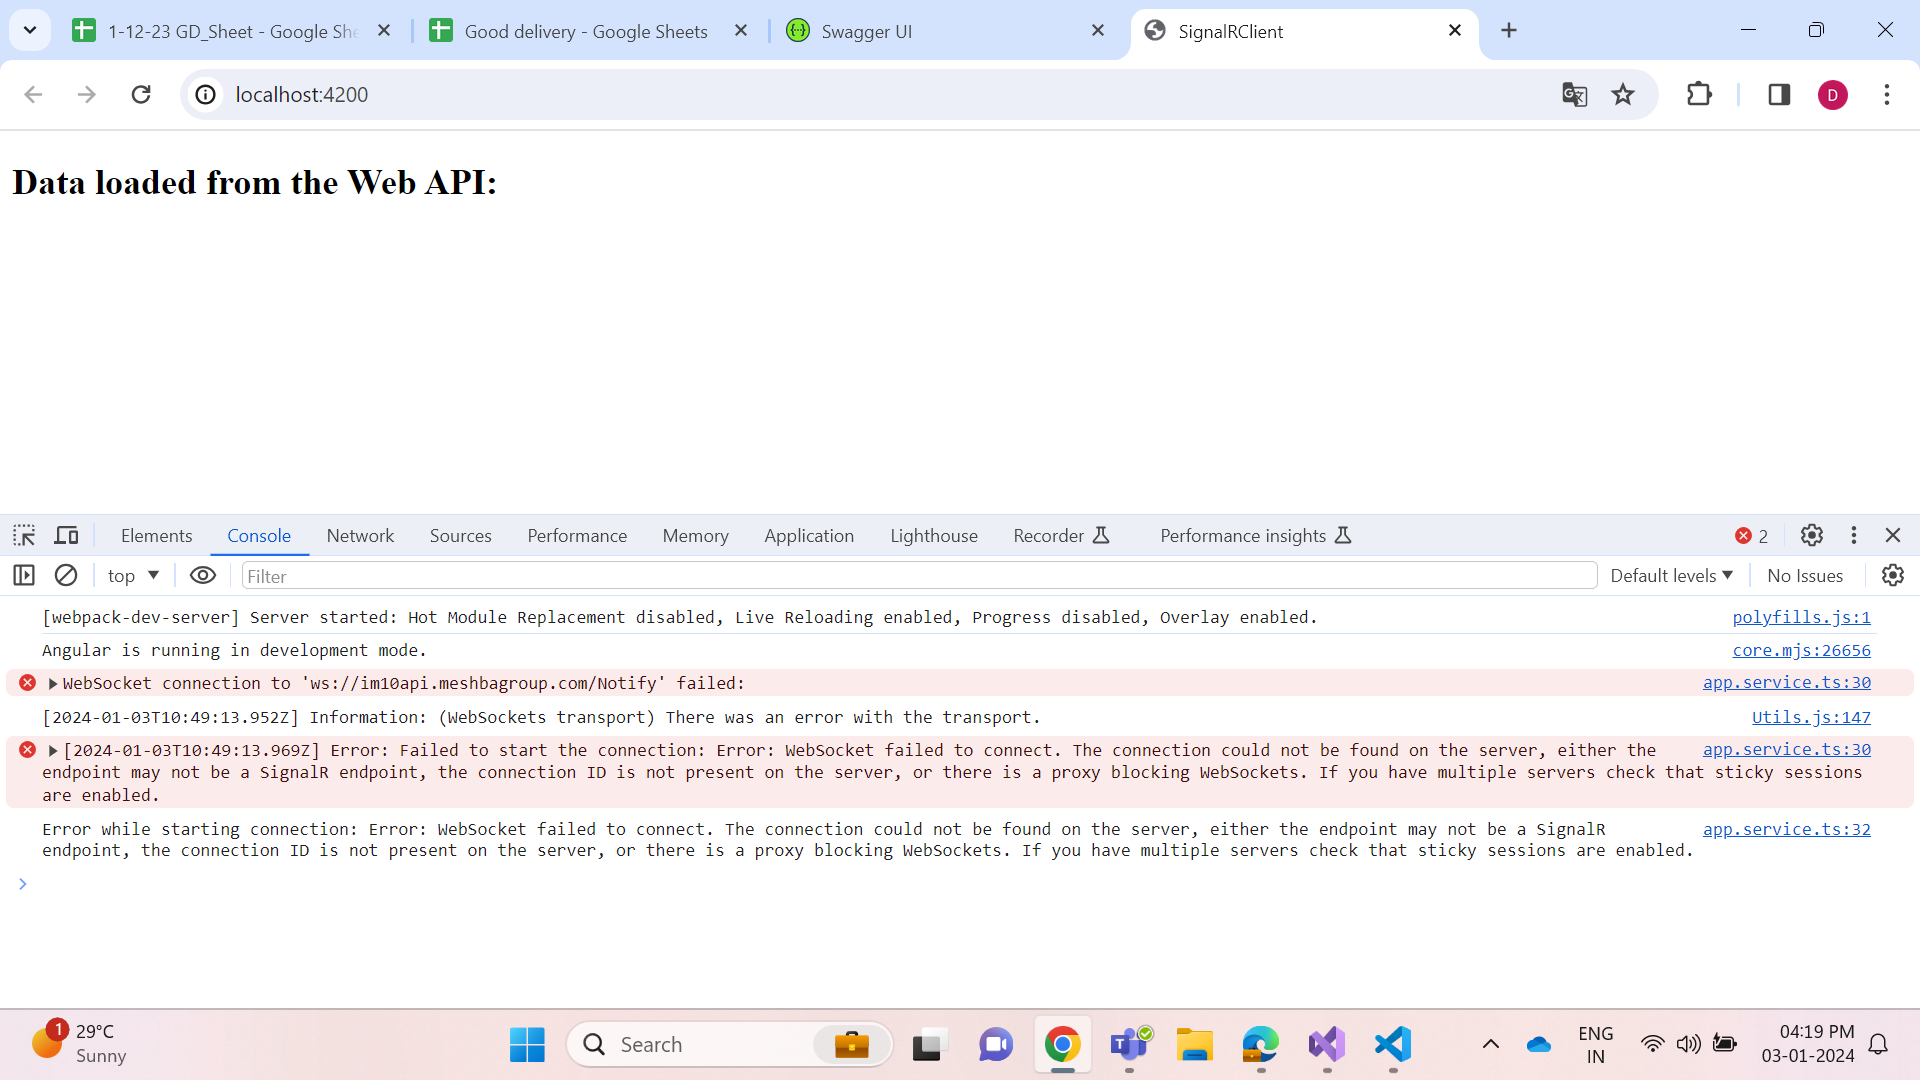 1-12-23 GD_Sheet - Google She
Good delivery - Google Sheets
Swagger UI
SignalRClient
localhost:4200
D
Data loaded from the Web API:
Elements
Console
Network
Sources
Performance
Memory
Application
Lighthouse
Recorder
Performance insights
2
top
Filter
Default levels
No Issues
[webpack-dev-server] Server started: Hot Module Replacement disabled, Live Reloading enabled, Progress disabled, Overlay enabled.
polyfills.js:1
Angular is running in development mode.
core.mjs:26656
WebSocket connection to 'ws://im10api.meshbagroup.com/Notify' failed:
app.service.ts:30
[2024-01-03T10:49:13.952Z] Information: (WebSockets transport) There was an error with the transport.
Utils.js:147
[2024-01-03T10:49:13.969Z] Error: Failed to start the connection: Error: WebSocket failed to connect. The connection could not be found on the server, either the
app.service.ts:30
endpoint may not be a SignalR endpoint, the connection ID is not present on the server, or there is a proxy blocking WebSockets. If you have multiple servers check that sticky sessions
are enabled.
Error while starting connection: Error: WebSocket failed to connect. The connection could not be found on the server, either the endpoint may not be a SignalR
app.service.ts:32
endpoint, the connection ID is not present on the server, or there is a proxy blocking WebSockets. If you have multiple servers check that sticky sessions are enabled.
1
29°C
Sunny
Search
T
ENG
IN
04:19 PM
03-01-2024